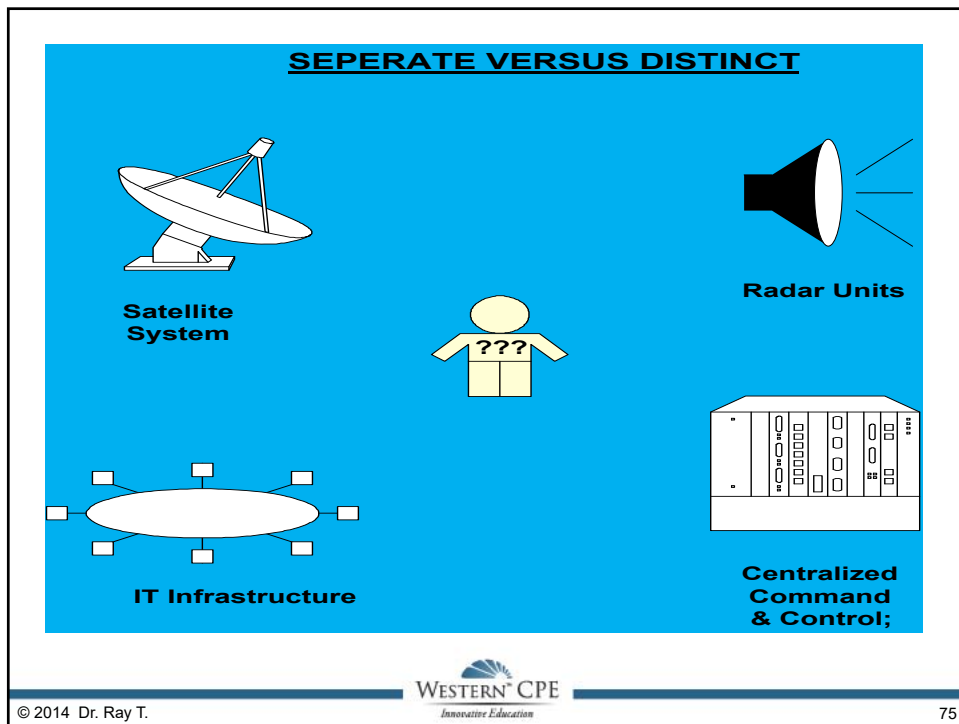 SEPERATE VERSUS DISTINCT
Satellite
System
Radar Units
???
IT Infrastructure
Centralized
Command
& Control;
WESTERN™ CPE
Innovative Education
© 2014 Dr. Ray T.
75